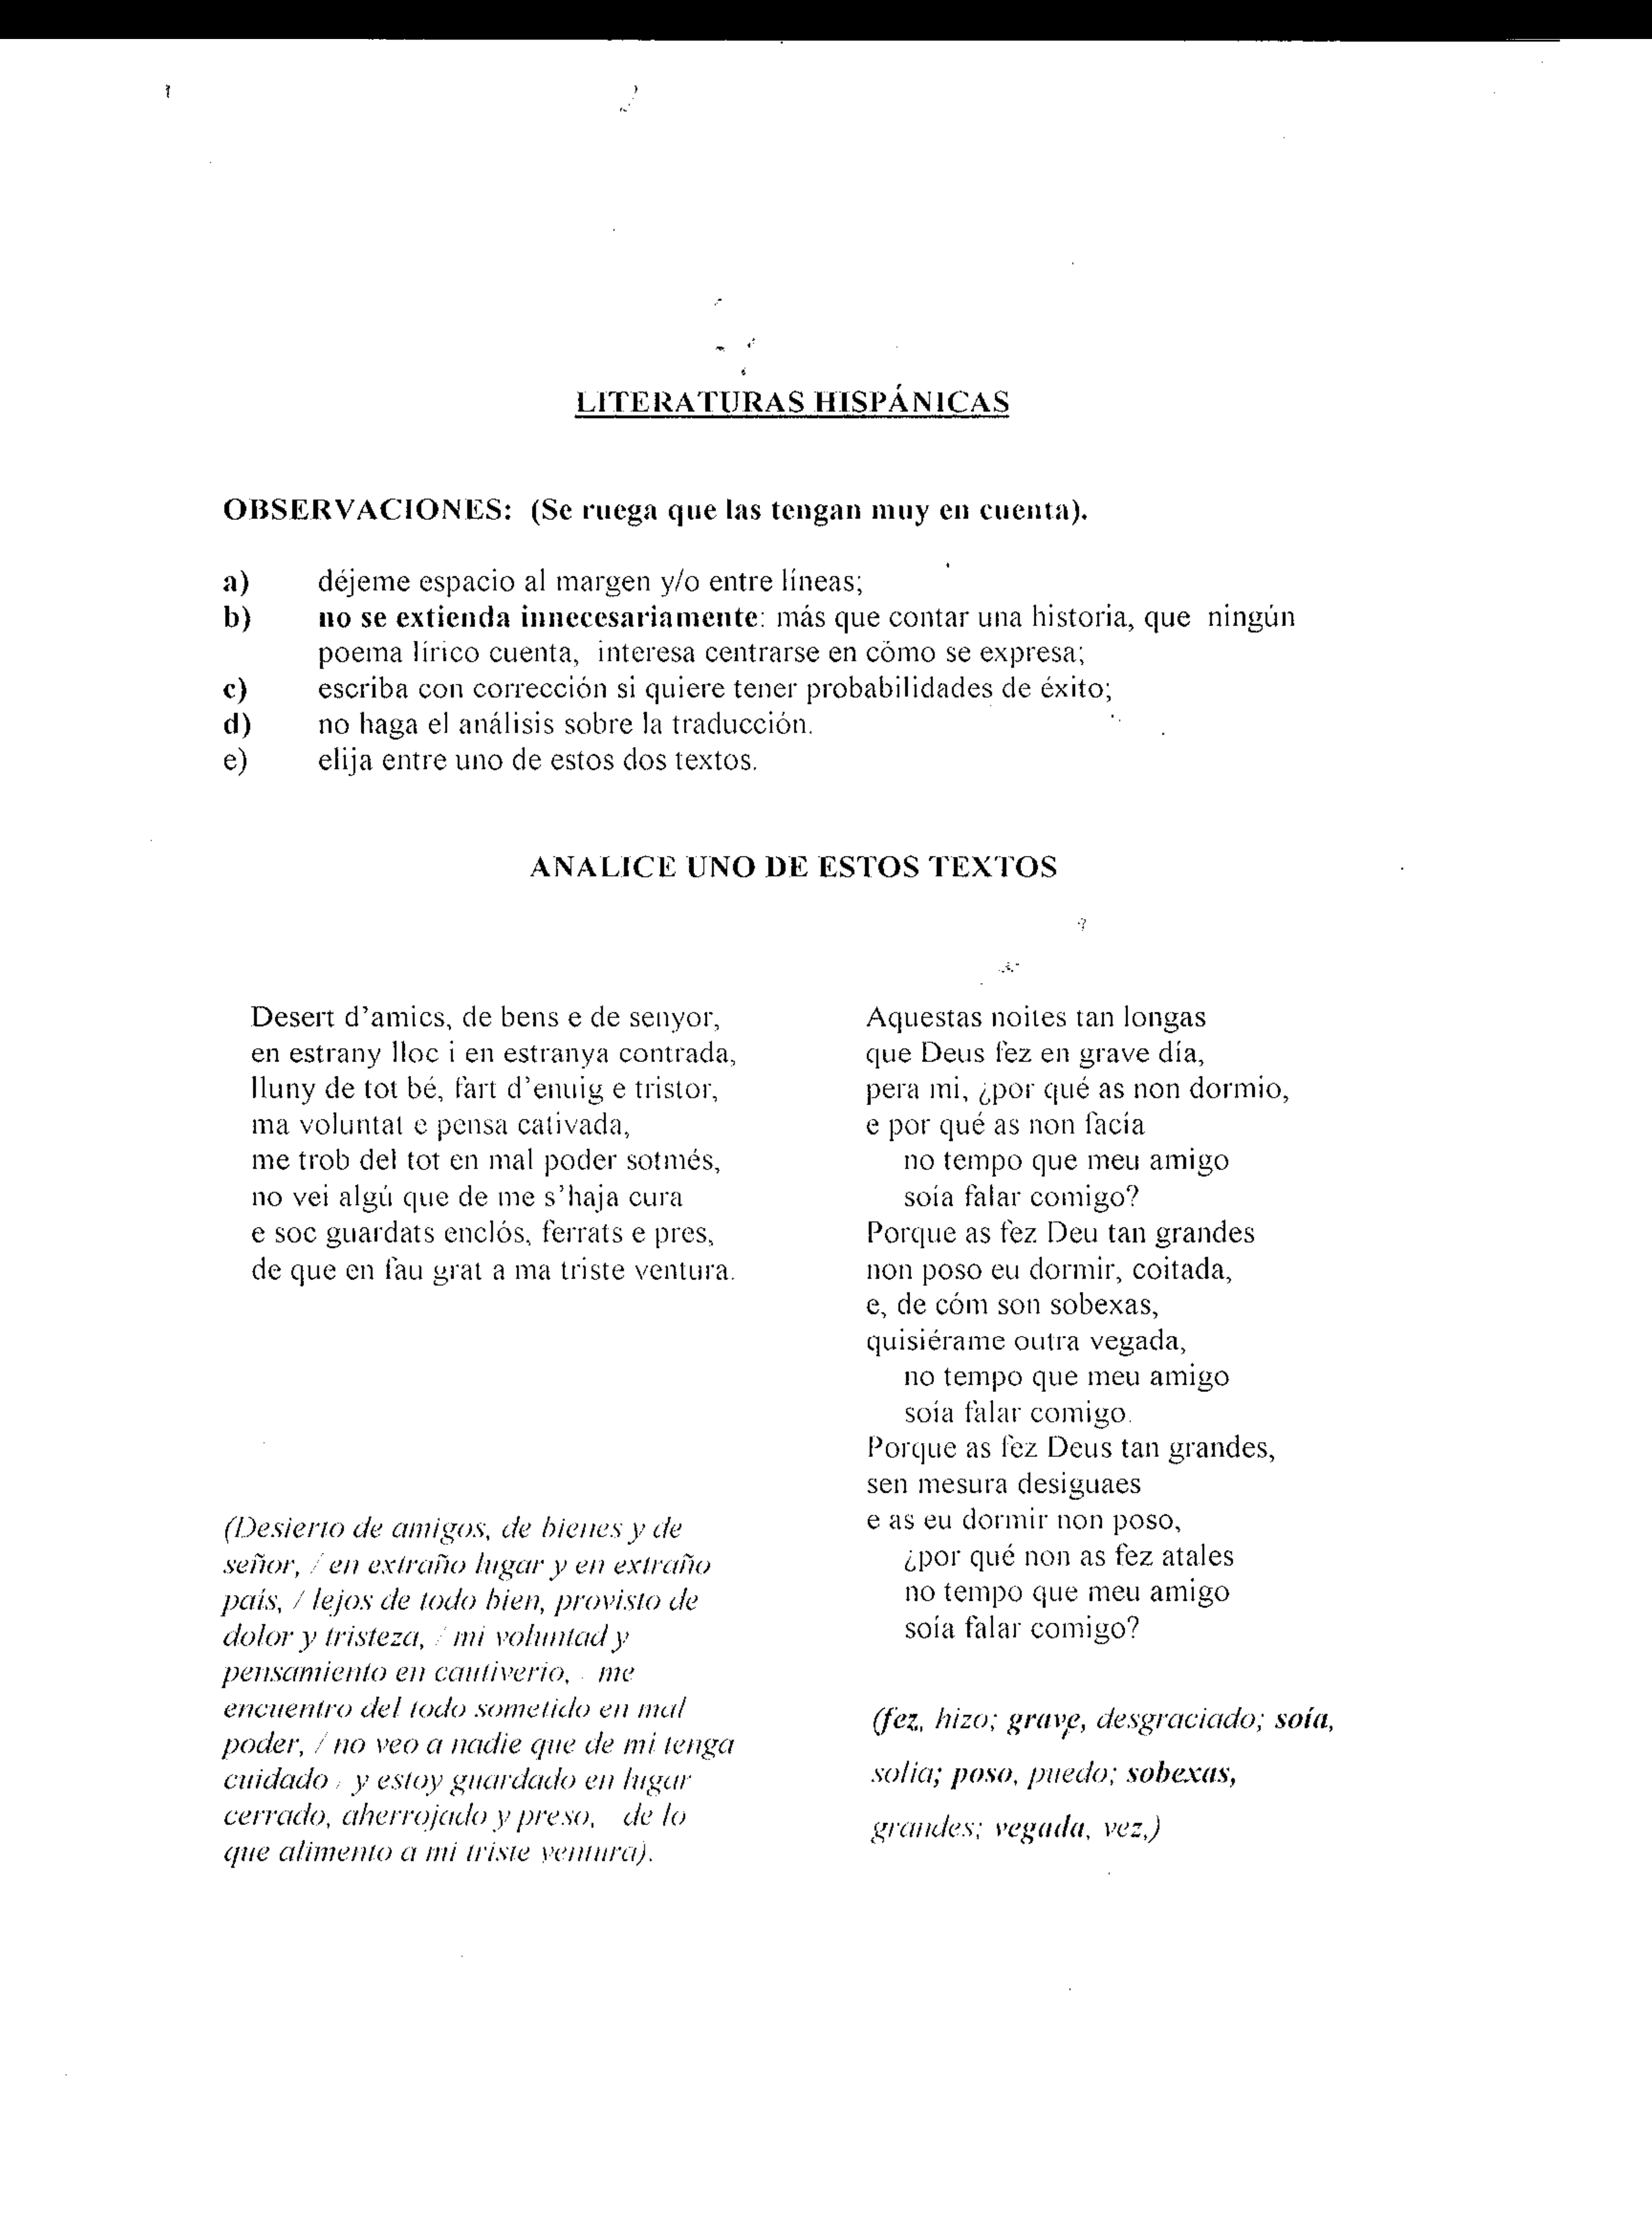 LITERATURAS HISPÁNICAS
OBSERVACIONES: (Se ruega que las tengan muy en cuenta).
a) déjeme espacio al margen y/o entre líneas;
b) no se extienda innecesariamente: más que contar una historia, que ningún
poema lírico cuenta, interesa centrarse en cómo se expresa;
c) escriba con corrección si quiere tener probabilidades de éxito;
d) no haga el análisis sobre la traducción.
e) elija entre uno de estos dos textos.
ANALICE UNO DE ESTOS TEXTOS
Desert d'amics, de bens e de senyor,
en estrany lloc i en estranya contrada,
lluny de tot bé, fart d'enuig e tristor,
ma voluntat e pensa cativada,
me trob del tot en mal poder sotmés,
no vei algú que de me s'haja cura
e soc guardats enclós, ferrats e pres,
de que en fau grat a ma triste ventura.
(Desierto de amigos, de bienes y de
señor, / en extraño lugar y en extraño
país, / lejos de todo bien, provisto de
dolor y tristeza, / mi voluntad y
pensamiento en cautiverio, me
encuentro del todo sometido en mal
poder, / no veo a nadie que de mi tenga
cuidado / y estoy guardado en lugar
cerrado, aherrojado y preso, de lo
que alimento a mi triste ventura).
Aquestas noites tan longas
que Deus fez en grave día,
pera mi, ¿por qué as non dormio,
e por qué as non facía
no tempo que meu amigo
soía falar comigo?
Porque as fez Deu tan grandes
non poso eu dormir, coitada,
e, de cóm son sobexas,
quisiérame outra vegada,
no tempo que meu amigo
soía falar comigo.
Porque as fez Deus tan grandes,
sen mesura desiguaes
e as eu dormir non poso,
¿por qué non as fez atales
no tempo que meu amigo
soía falar comigo?
(fez, hizo; grave, desgraciado; soía,
solia; poso, puedo; sobexas,
grandes; vegada, vez,)